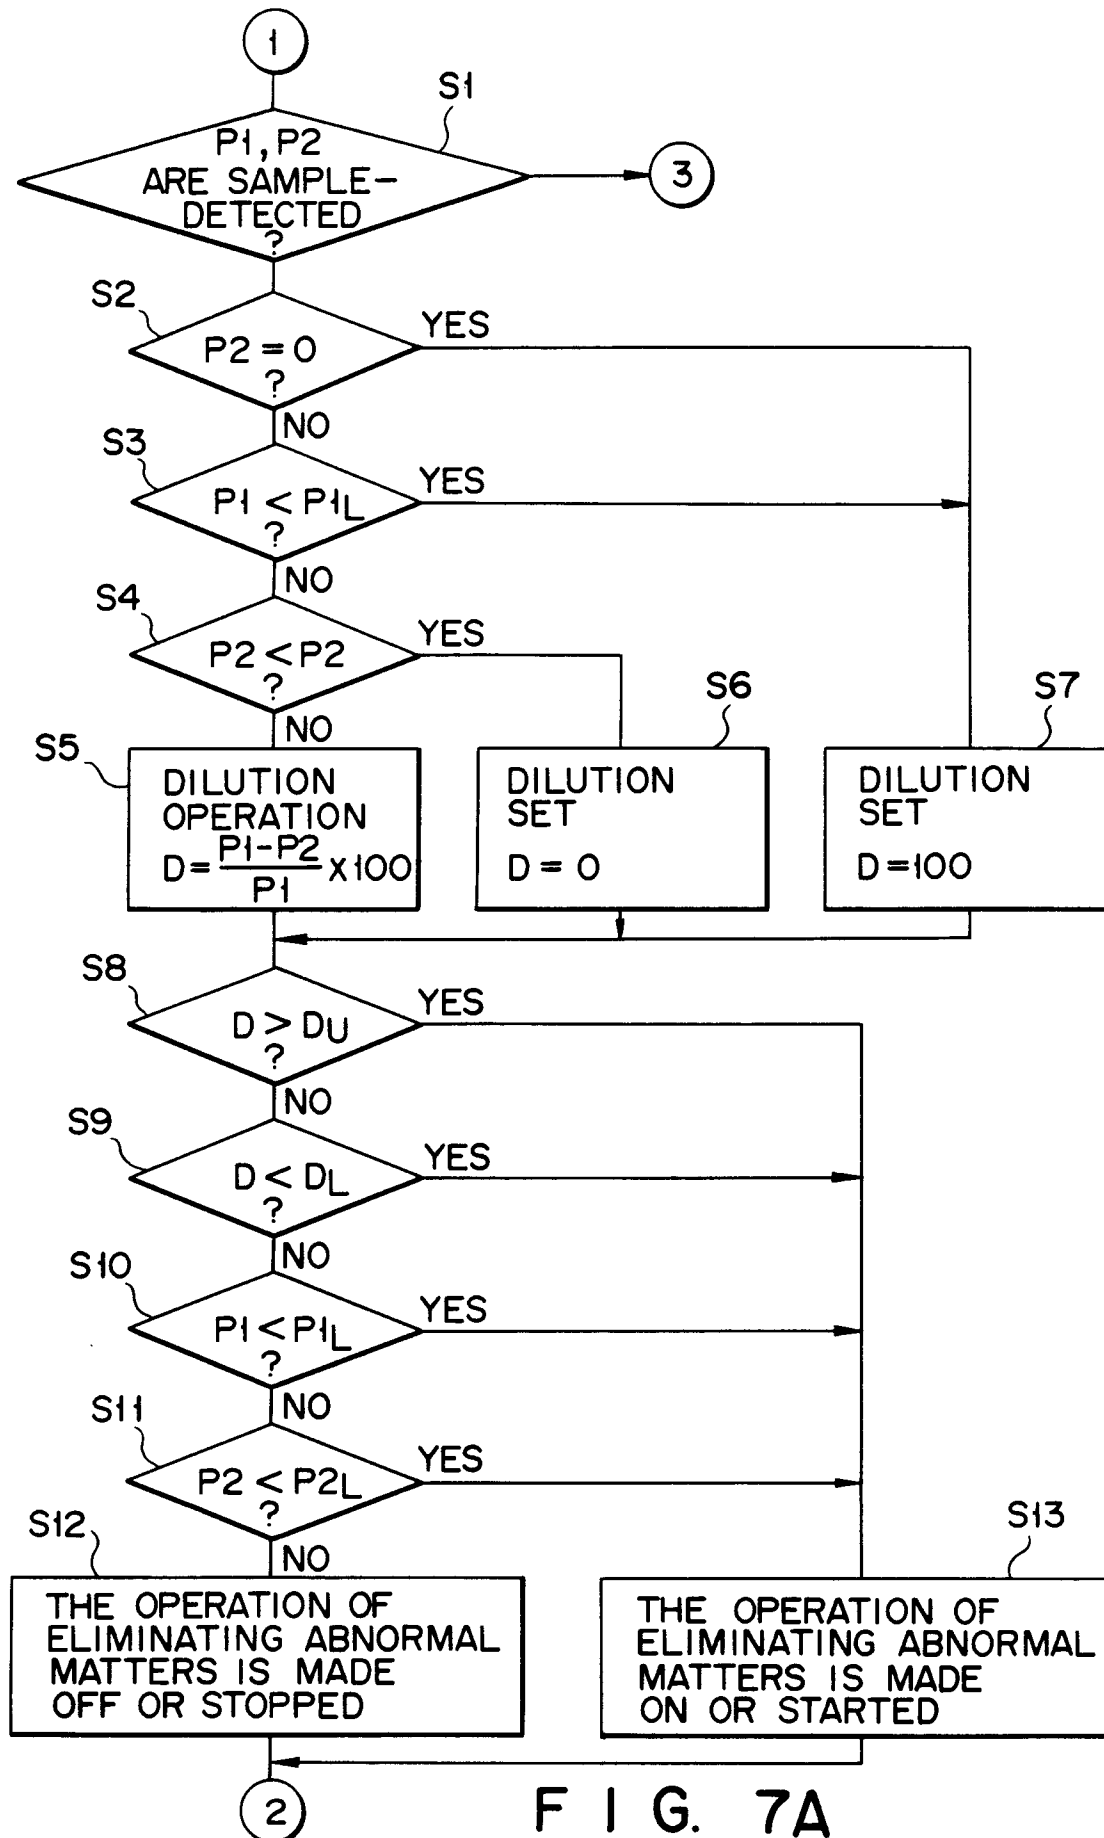 1
S1
P1, P2
ARE SAMPLE-
DETECTED
?
3
S2
P2 = 0
?
YES
NO
S3
P1 < P1L
?
YES
NO
S4
P2 < P2
?
YES
NO
S5
DILUTION
OPERATION
D = P1-P2 / P1 X100
S6
DILUTION
SET
D = 0
S7
DILUTION
SET
D = 100
S8
D > DU
?
YES
NO
S9
D < DL
?
YES
NO
S10
P1 < P1L
?
YES
NO
S11
P2 < P2L
?
YES
NO
S12
THE OPERATION OF
ELIMINATING ABNORMAL
MATTERS IS MADE
OFF OR STOPPED
S13
THE OPERATION OF
ELIMINATING ABNORMAL
MATTERS IS MADE
ON OR STARTED
2
FIG. 7A